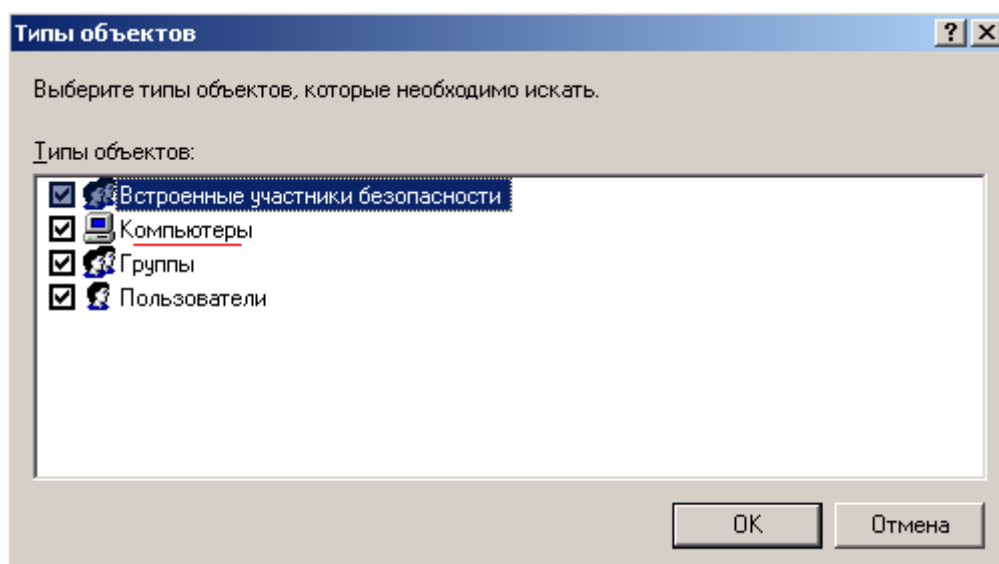 Типы объектов
Выберите типы объектов, которые необходимо искать.
Типы объектов:
Встроенные участники безопасности
Компьютеры
Группы
Пользователи
OK Отмена